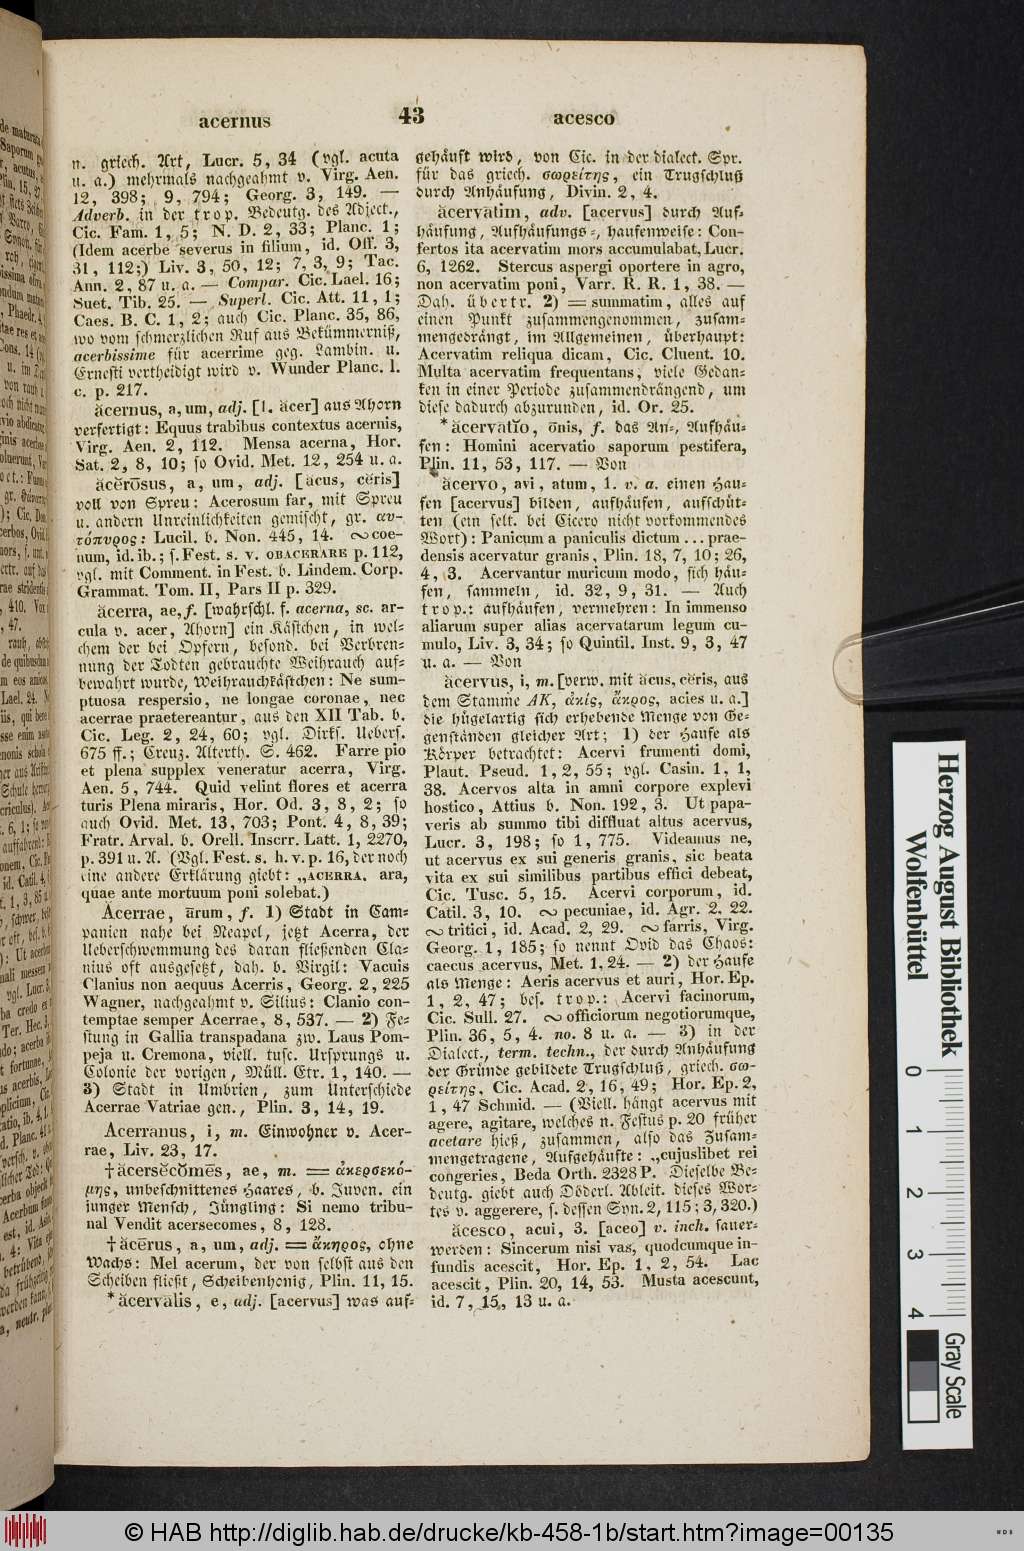 acernus 43 acesco
n. griech. Art, Lucr. 5, 34 (vgl. acuta
u. a.) mehrmals nachgeahmt v. Virg. Aen.
12, 398; 9, 794; Georg. 3, 149. —
Adverb. in der trop. Bedeutg. des Adject.,
Cic. Fam. 1, 5; N. D. 2, 33; Planc. 1;
(Idem acerbe severus in filium, id. Off. 3,
31, 112;) Liv. 3, 50, 12; 7, 3, 9; Tac.
Ann. 2, 87 u. a. — Compar. Cic. Lael. 16;
Suet. Tib. 25. — Superl. Cic. Att. 11, 1;
Caes. B. C. 1, 2; auch Cic. Planc. 35, 86,
wo vom schmerzlichen Ruf aus Bekümmerniß,
acerbissime für acerrime geg. Lambin. u.
Ernesti vertheidigt wird v. Wunder Planc. l.
c. p. 217.
ăcernus, a, um, adj. [1. ăcer] aus Ahorn
verfertigt: Equus trabibus contextus acernis,
Virg. Aen. 2, 112. Mensa acerna, Hor.
Sat. 2, 8, 10; so Ovid. Met. 12, 254 u. a.
ăcĕrōsus, a, um, adj. [ăcus, cĕris]
voll von Spreu: Acerosum far, mit Spreu
u. andern Unreinlichkeiten gemischt, gr. αυ-
τόπυρος: Lucil. b. Non. 445, 14. ∾ coe-
num, id. ib.; s. Fest. s. v. OBACERARE p. 112,
vgl. mit Comment. in Fest. b. Lindem. Corp.
Grammat. Tom. II, Pars II p. 329.
ăcerra, ae, f. [wahrschl. f. acerna, sc. ar-
cula v. acer, Ahorn] ein Kästchen, in wel-
chem der bei Opfern, besond. bei Verbren-
nung der Todten gebrauchte Weihrauch auf-
bewahrt wurde, Weihrauchkästchen: Ne sum-
ptuosa respersio, ne longae coronae, nec
acerrae praetereantur, aus den XII Tab. b.
Cic. Leg. 2, 24, 60; vgl. Dirks. Uebers.
675 ff.; Creuz. Alterth. S. 462. Farre pio
et plena supplex veneratur acerra, Virg.
Aen. 5, 744. Quid velint flores et acerra
turis Plena miraris, Hor. Od. 3, 8, 2; so
auch Ovid. Met. 13, 703; Pont. 4, 8, 39;
Fratr. Arval. b. Orell. Inscrr. Latt. 1, 2270,
p. 391 u. A. (Vgl. Fest. s. h. v. p. 16, der noch
eine andere Erklärung giebt: „ACERRA. ara,
quae ante mortuum poni solebat.)
Ăcerrae, ārum, f. 1) Stadt in Cam-
panien nahe bei Neapel, jetzt Acerra, der
Ueberschwemmung des daran fließenden Cla-
nius oft ausgesetzt, dah. b. Virgil: Vacuis
Clanius non aequus Acerris, Georg. 2, 225
Wagner, nachgeahmt v. Silius: Clanio con-
temptae semper Acerrae, 8, 537. — 2) Fe-
stung in Gallia transpadana zw. Laus Pom-
peja u. Cremona, viell. tusc. Ursprungs u.
Colonie der vorigen, Müll. Etr. 1, 140. —
3) Stadt in Umbrien, zum Unterschiede
Acerrae Vatriae gen., Plin. 3, 14, 19.
Acerranus, i, m. Einwohner v. Acer-
rae, Liv. 23, 17.
†ăcersĕcŏmēs, ae, m. = ἀκερσεκό-
μης, unbeschnittenes Haares, b. Juven. ein
junger Mensch, Jüngling: Si nemo tribu-
nal Vendit acersecomes, 8, 128.
†ăcērus, a, um, adj. = ἄκηρος, ohne
Wachs: Mel acerum, der von selbst aus den
Scheiben fließt, Scheibenhonig, Plin. 11, 15.
*ăcervālis, e, adj. [acervus] was auf-
gehäuft wird, von Cic. in der dialect. Spr.
für das griech. σωρείτης, ein Trugschluß
durch Anhäufung, Divin. 2, 4.
ăcervātim, adv. [acervus] durch Auf-
häufung, Aufhäufungs-, haufenweise: Con-
fertos ita acervatim mors accumulabat, Lucr.
6, 1262. Stercus aspergi oportere in agro,
non acervatim poni, Varr. R. R. 1, 38. —
Dah. übertr. 2) = summatim, alles auf
einen Punkt zusammengenommen, zusam-
mengedrängt, im Allgemeinen, überhaupt:
Acervatim reliqua dicam, Cic. Cluent. 10.
Multa acervatim frequentans, viele Gedan-
ken in einer Periode zusammendrängend, um
diese dadurch abzurunden, id. Or. 25.
*ăcervātĭo, ōnis, f. das An-, Aufhäu-
fen: Homini acervatio saporum pestifera,
Plin. 11, 53, 117. — Von
ăcervo, avi, atum, 1. v. a. einen Hau-
fen [acervus] bilden, aufhäufen, aufschüt-
ten (ein selt. bei Cicero nicht vorkommendes
Wort): Panicum a paniculis dictum ... prae-
densis acervatur granis, Plin. 18, 7, 10; 26,
4, 3. Acervantur muricum modo, sich häu-
fen, sammeln, id. 32, 9, 31. — Auch
trop.: aufhäufen, vermehren: In immenso
aliarum super alias acervatarum legum cu-
mulo, Liv. 3, 34; so Quintil. Inst. 9, 3, 47
u. a. — Von
ăcervus, i, m. [verw. mit ăcus, cĕris, aus
dem Stamme AK, ἀκίς, ἄκρος, acies u. a.]
die hügelartig sich erhebende Menge von Ge-
genständen gleicher Art; 1) der Haufe als
Körper betrachtet: Acervi frumenti domi,
Plaut. Pseud. 1, 2, 55; vgl. Casin. 1, 1,
38. Acervos alta in amni corpore explevi
hostico, Attius b. Non. 192, 3. Ut papa-
veris ab summo tibi diffluat altus acervus,
Lucr. 3, 198; so 1, 775. Videamus ne,
ut acervus ex sui generis granis, sic beata
vita ex sui similibus partibus effici debeat,
Cic. Tusc. 5, 15. Acervi corporum, id.
Catil. 3, 10. ∾ pecuniae, id. Agr. 2. 22.
∾ tritici, id. Acad. 2, 29. ∾ farris, Virg.
Georg. 1, 185; so nennt Ovid das Chaos:
caecus acervus, Met. 1, 24. — 2) der Haufe
als Menge: Aeris acervus et auri, Hor. Ep.
1, 2, 47; bes. trop.: Acervi facinorum,
Cic. Sull. 27. ∾ officiorum negotiorumque,
Plin. 36, 5, 4. no. 8 u. a. — 3) in der
Dialect., term. techn., der durch Anhäufung
der Gründe gebildete Trugschluß, griech. σω-
ρείτης, Cic. Acad. 2, 16, 49; Hor. Ep. 2,
1, 47 Schmid. — (Viell. hängt acervus mit
agere, agitare, welches n. Festus p. 20 früher
acetare hieß, zusammen, also das Zusam-
mengetragene, Aufgehäufte: „cujuslibet rei
congeries, Beda Orth. 2328 P. Dieselbe Be-
deutg. giebt auch Döderl. Ableit. dieses Wor-
tes v. aggerere, s. dessen Syn. 2, 115; 3, 320.)
ăcesco, acui, 3. [aceo] v. inch. sauer-
werden: Sincerum nisi vas, quodcumque in-
fundis acescit, Hor. Ep. 1, 2, 54. Lac
acescit, Plin. 20, 14, 53. Musta acescunt,
id. 7, 15, 13 u. a.
Herzog August Bibliothek
Wolfenbüttel
0 1 2 3 4
Gray Scale
© HAB http://diglib.hab.de/drucke/kb-458-1b/start.htm?image=00135